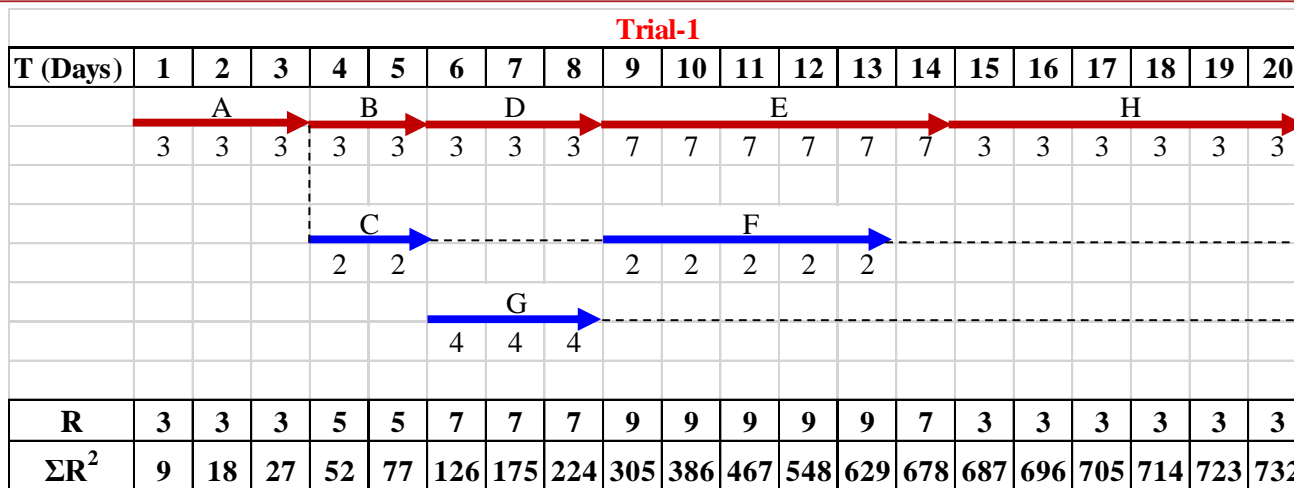 Trial-1
T (Days) 1 2 3 4 5 6 7 8 9 10 11 12 13 14 15 16 17 18 19 20
A B D E H
3 3 3 3 3 3 3 3 7 7 7 7 7 7 3 3 3 3 3 3
C F
2 2 2 2 2 2 2
G
4 4 4
R 3 3 3 5 5 7 7 7 9 9 9 9 9 7 3 3 3 3 3 3
ΣR² 9 18 27 52 77 126 175 224 305 386 467 548 629 678 687 696 705 714 723 732